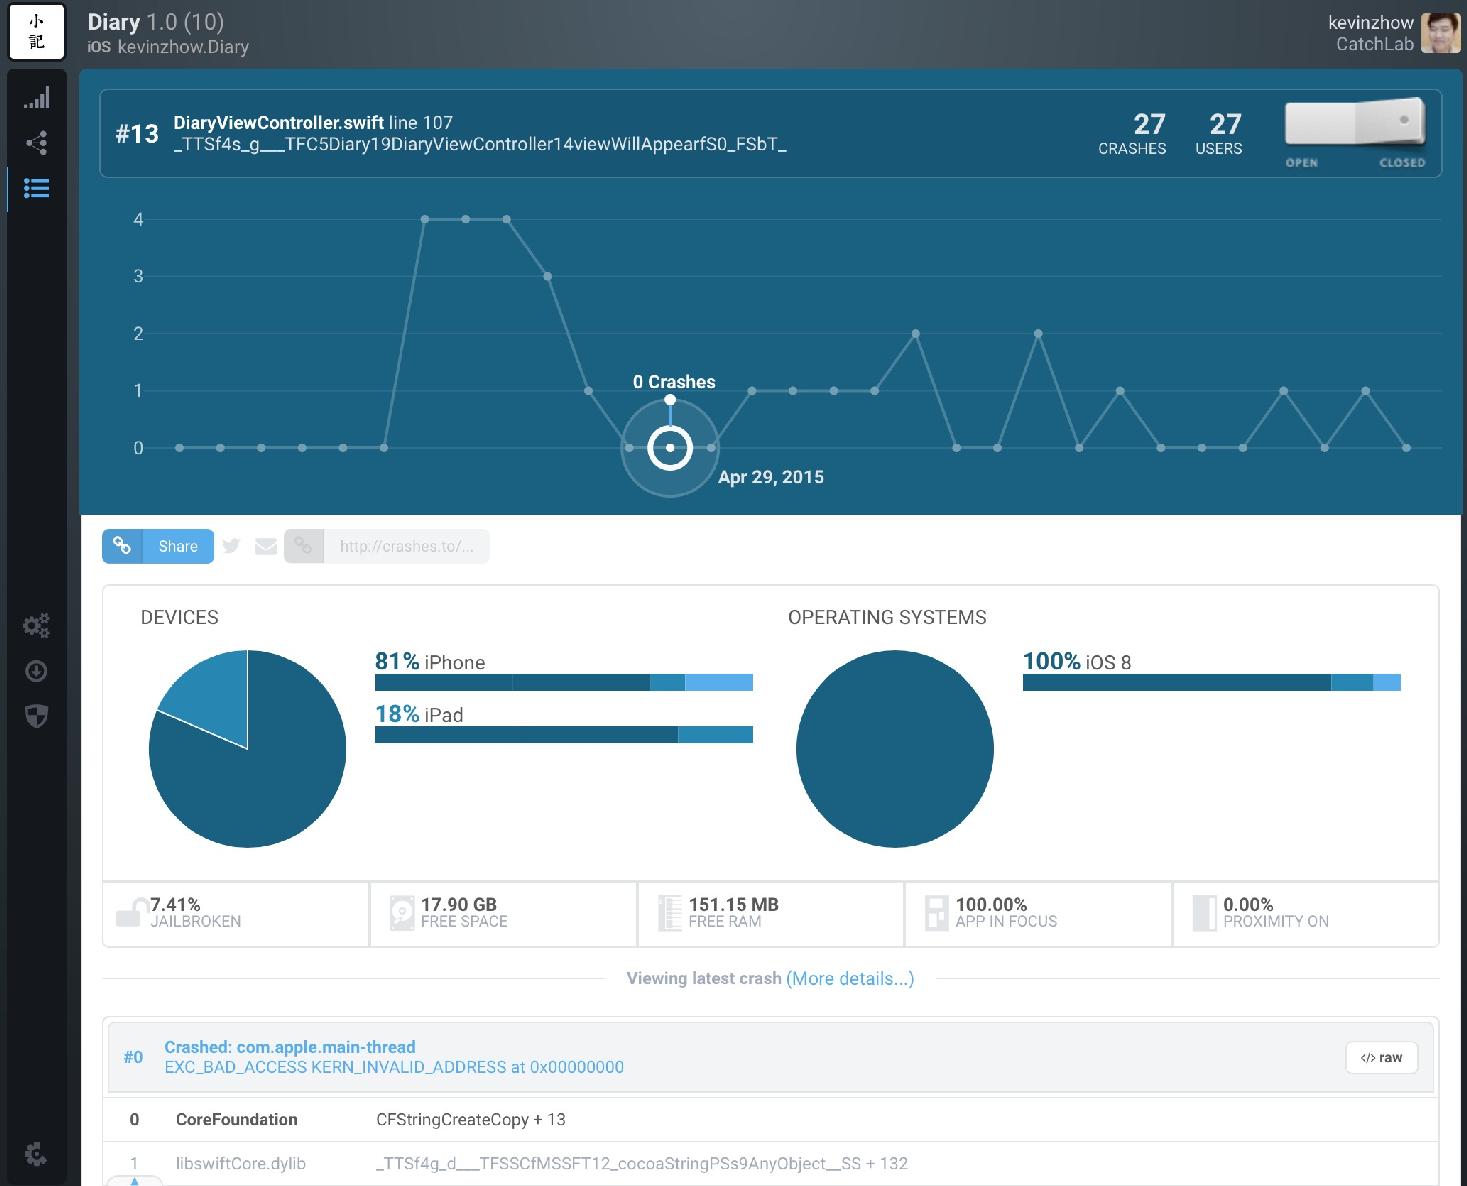 小
記
Diary 1.0 (10)
iOS kevinzhow.Diary
kevinzhow
CatchLab
#13
DiaryViewController.swift line 107
_TTSf4s_g___TFC5Diary19DiaryViewController14viewWillAppearfS0_FSbT_
27
CRASHES
27
USERS
OPEN
CLOSED
4
3
2
1
0
0 Crashes
Apr 29, 2015
Share
http://crashes.to/...
DEVICES
81% iPhone
18% iPad
OPERATING SYSTEMS
100% iOS 8
7.41%
JAILBROKEN
17.90 GB
FREE SPACE
151.15 MB
FREE RAM
100.00%
APP IN FOCUS
0.00%
PROXIMITY ON
Viewing latest crash (More details...)
#0
Crashed: com.apple.main-thread
EXC_BAD_ACCESS KERN_INVALID_ADDRESS at 0x00000000
</> raw
0 CoreFoundation CFStringCreateCopy + 13
1 libswiftCore.dylib _TTSf4g_d___TFSSCfMSSFT12_cocoaStringPSs9AnyObject__SS + 132